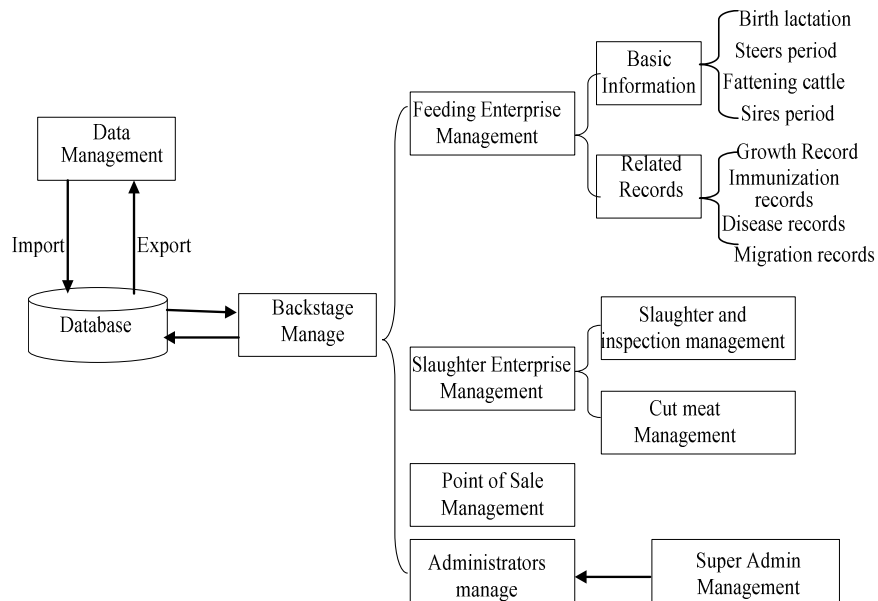 Data
Management
Import
Export
Database
Backstage
Manage
Feeding Enterprise
Management
Basic
Information
Birth lactation
Steers period
Fattening cattle
Sires period
Related
Records
Growth Record
Immunization
records
Disease records
Migration records
Slaughter Enterprise
Management
Slaughter and
inspection management
Cut meat
Management
Point of Sale
Management
Administrators
manage
Super Admin
Management